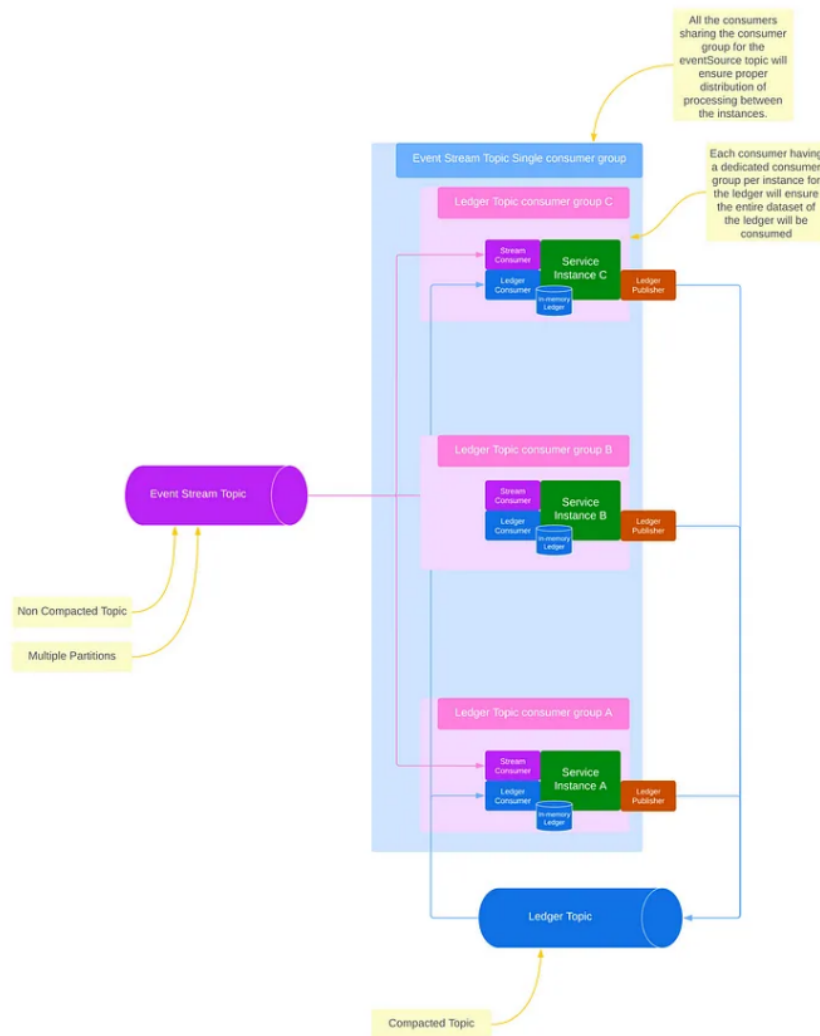 All the consumers
sharing the consumer
group for the
eventSource topic will
ensure proper
distribution of
processing between
the instances.
Event Stream Topic Single consumer group
Each consumer having
a dedicated consumer
group per instance for
the ledger will ensure
the entire dataset of
the ledger will be
consumed
Ledger Topic consumer group C
Stream
Consumer
Service
Instance C
Ledger
Consumer
In-memory
Ledger
Ledger
Publisher
Ledger Topic consumer group B
Event Stream Topic
Stream
Consumer
Service
Instance B
Ledger
Consumer
In-memory
Ledger
Ledger
Publisher
Non Compacted Topic
Multiple Partitions
Ledger Topic consumer group A
Stream
Consumer
Service
Instance A
Ledger
Consumer
In-memory
Ledger
Ledger
Publisher
Ledger Topic
Compacted Topic